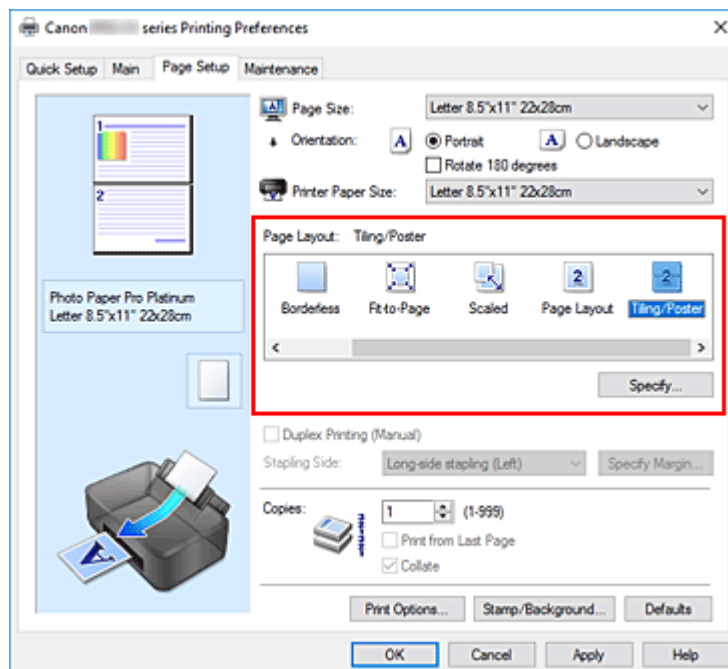 Canon series Printing Preferences
Quick Setup Main Page Setup Maintenance
1
2
Photo Paper Pro Platinum
Letter 8.5"x11" 22x28cm
A
Page Size: Letter 8.5"x11" 22x28cm
Orientation: A Portrait A Landscape
Rotate 180 degrees
Printer Paper Size: Letter 8.5"x11" 22x28cm
Page Layout: Tiling/Poster
2 2
Borderless Fit-to-Page Scaled Page Layout Tiling/Poster
Specify...
Duplex Printing (Manual)
Stapling Side: Long-side stapling (Left) Specify Margin...
Copies: 1 (1-999)
Print from Last Page
Collate
Print Options... Stamp/Background... Defaults
OK Cancel Apply Help